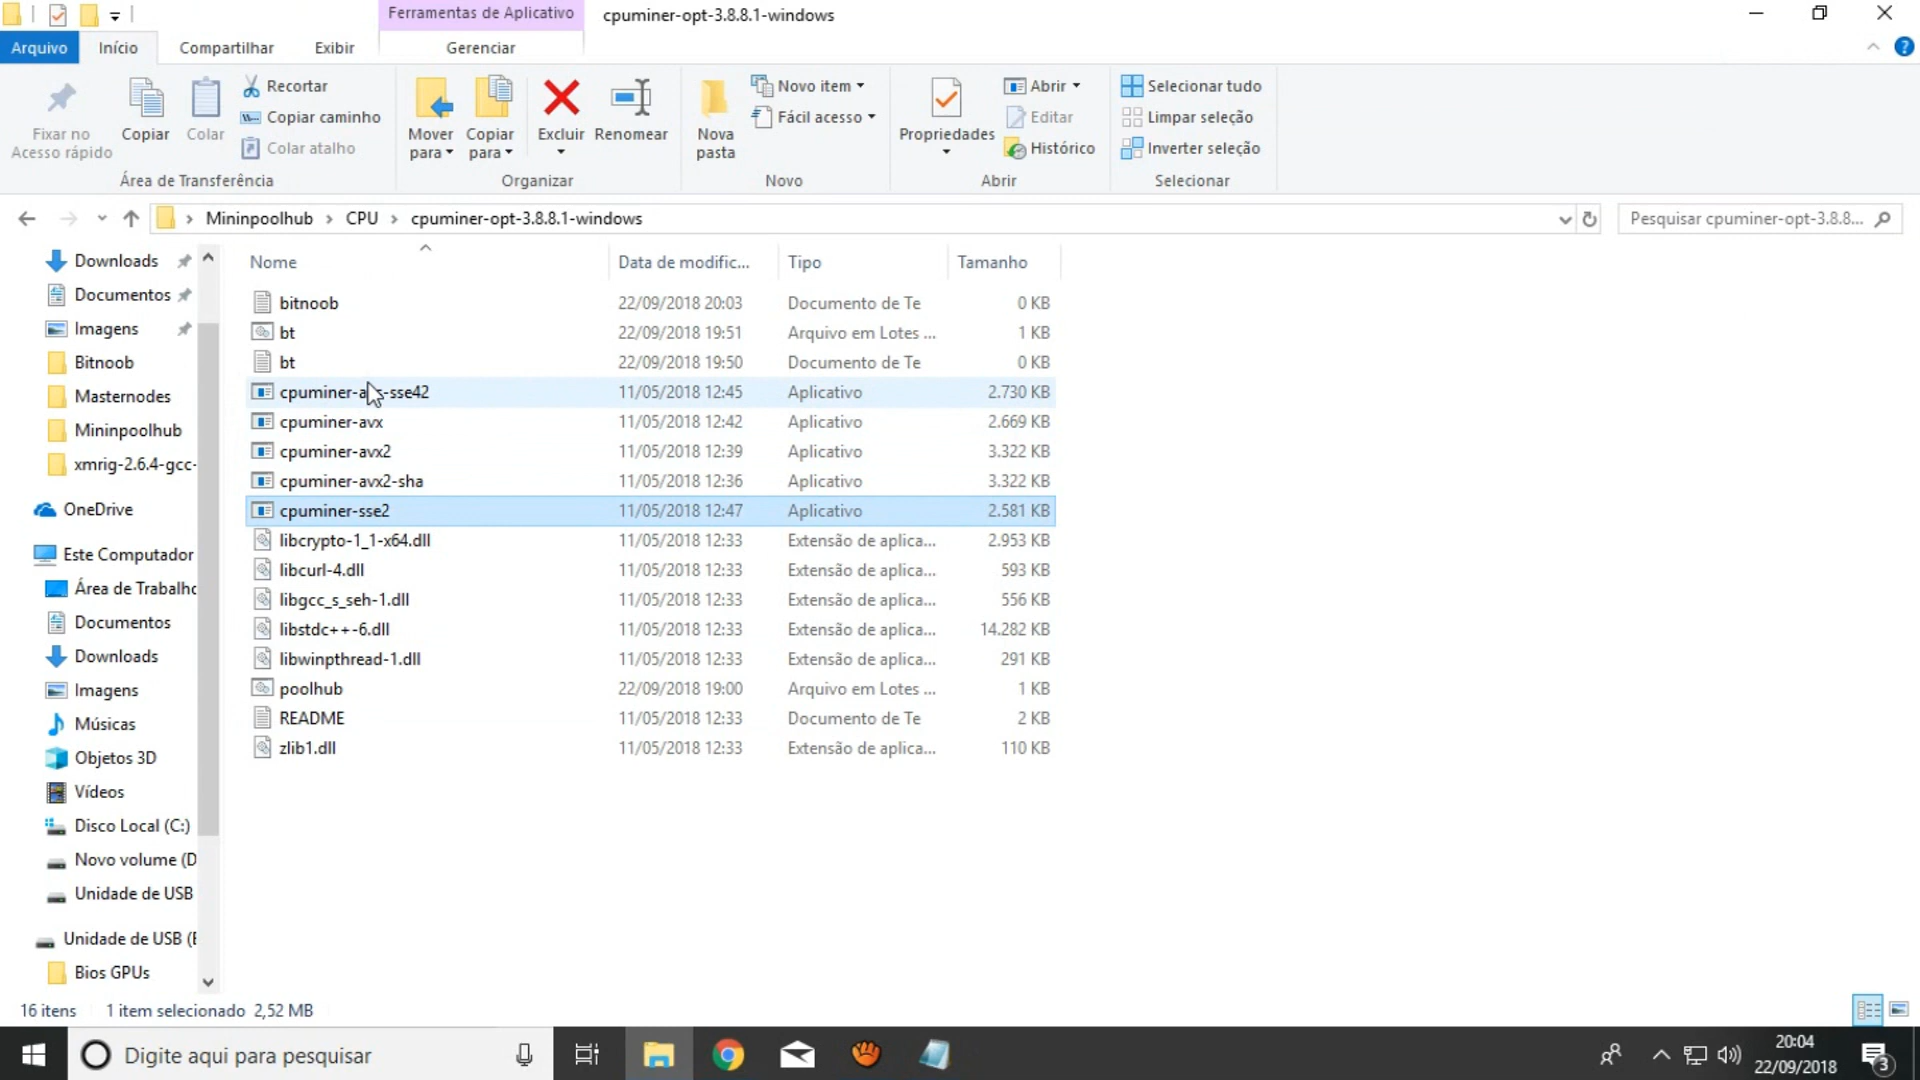 Ferramentas de Aplicativo
cpuminer-opt-3.8.8.1-windows
Arquivo
Início
Compartilhar
Exibir
Gerenciar
Fixar no
Acesso rápido
Copiar
Colar
Recortar
Copiar caminho
Colar atalho
Área de Transferência
Mover
para
Copiar
para
Excluir
Renomear
Organizar
Nova
pasta
Novo item
Fácil acesso
Novo
Propriedades
Abrir
Editar
Histórico
Abrir
Selecionar tudo
Limpar seleção
Inverter seleção
Selecionar
Mininpoolhub > CPU > cpuminer-opt-3.8.8.1-windows
Pesquisar cpuminer-opt-3.8.8...
Downloads
Documentos
Imagens
Bitnoob
Masternodes
Mininpoolhub
xmrig-2.6.4-gcc-
OneDrive
Este Computador
Área de Trabalho
Documentos
Downloads
Imagens
Músicas
Objetos 3D
Vídeos
Disco Local (C:)
Novo volume (D
Unidade de USB
Unidade de USB (E
Bios GPUs
Nome Data de modific... Tipo Tamanho
bitnoob 22/09/2018 20:03 Documento de Te 0 KB
bt 22/09/2018 19:51 Arquivo em Lotes ... 1 KB
bt 22/09/2018 19:50 Documento de Te 0 KB
22/09/2018 11/05/2018 12:45 Aplicativo 2.730 KB
cpuminer-avx 11/05/2018 12:42 Aplicativo 2.669 KB
cpuminer-avx2 11/05/2018 12:39 Aplicativo 3.322 KB
cpuminer-avx2-sha 11/05/2018 12:36 Aplicativo 3.322 KB
cpuminer-sse2 11/05/2018 12:47 Aplicativo 2.581 KB
libcrypto-1_1-x64.dll 11/05/2018 12:33 Extensão de aplica... 2.953 KB
libcurl-4.dll 11/05/2018 12:33 Extensão de aplica... 593 KB
libgcc_s_seh-1.dll 11/05/2018 12:33 Extensão de aplica... 556 KB
libstdc++-6.dll 11/05/2018 12:33 Extensão de aplica... 14.282 KB
libwinpthread-1.dll 11/05/2018 12:33 Extensão de aplica... 291 KB
poolhub 22/09/2018 19:00 Arquivo em Lotes ... 1 KB
README 11/05/2018 12:33 Documento de Te 2 KB
zlib1.dll 11/05/2018 12:33 Extensão de aplica... 110 KB
16 itens 1 item selecionado 2,52 MB
Digite aqui para pesquisar
20:04
22/09/2018
3